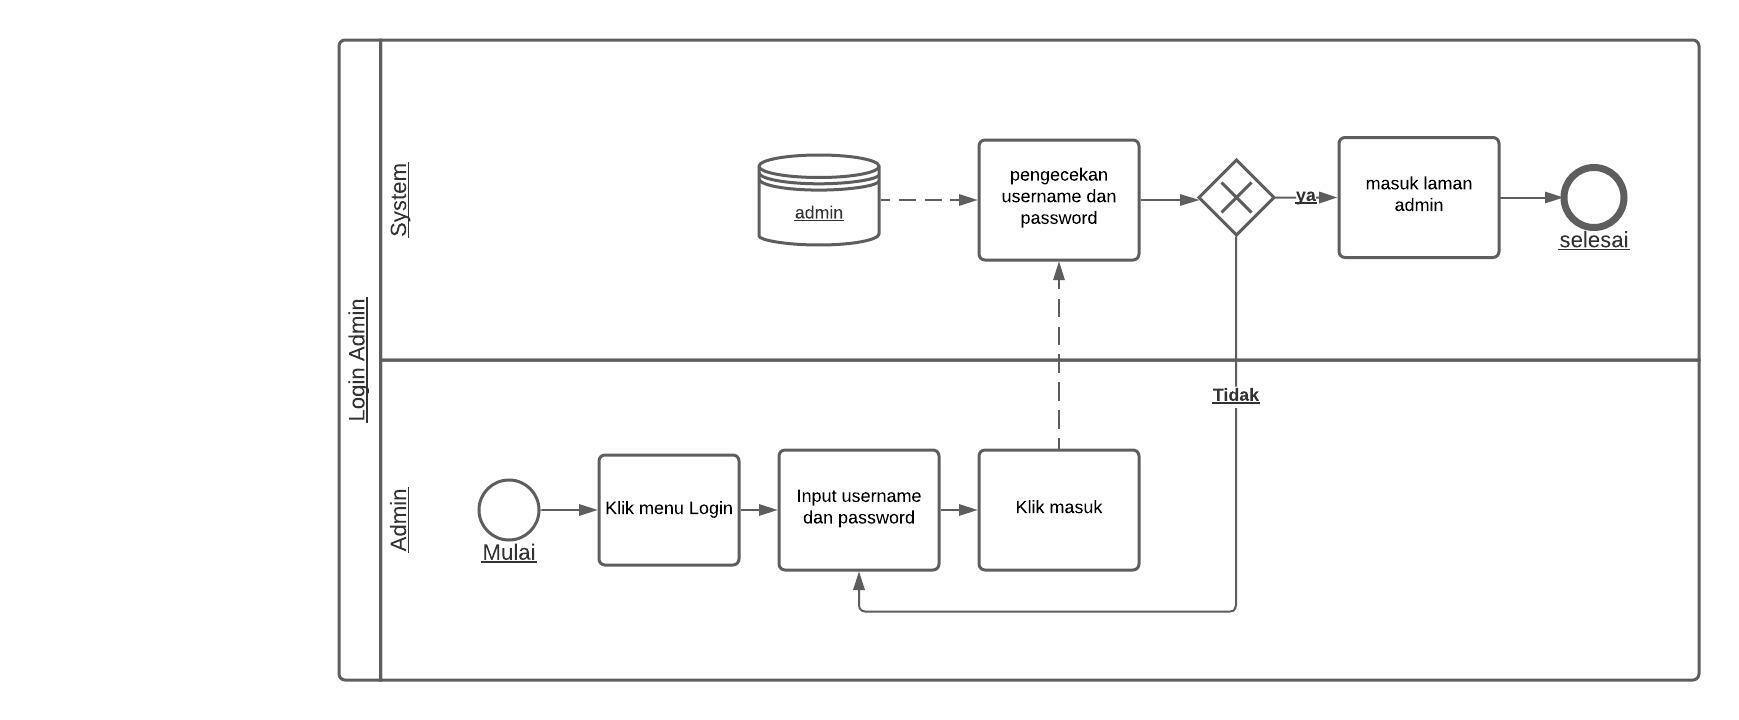 Login Admin
System
admin
pengecekan
username dan
password
ya
masuk laman
admin
selesai
Tidak
Admin
Mulai
Klik menu Login
Input username
dan password
Klik masuk